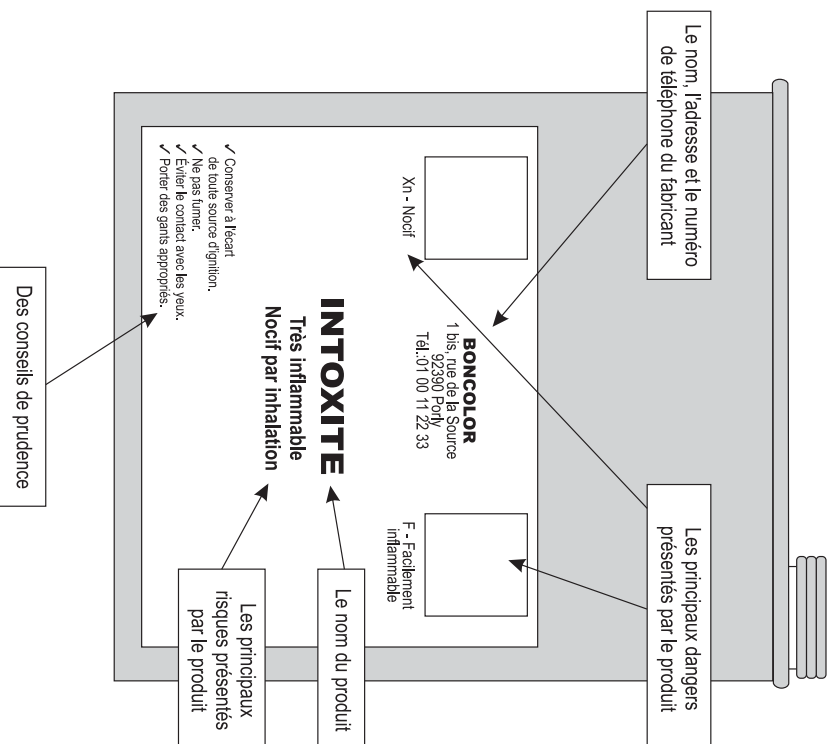 Le nom, l'adresse et le numéro
de téléphone du fabricant
Les principaux dangers
présentés par le produit
BONCOLOR
1 bis, rue de la Source
92390 Porly
Tél.:01 00 11 22 33
Xn - Nocif
F - Facilement
inflammable
INTOXITE
Très inflammable
Nocif par inhalation
Le nom du produit
Les principaux
risques présentés
par le produit
✓ Conserver à l'écart
de toute source d'ignition.
✓ Ne pas fumer.
✓ Éviter le contact avec les yeux.
✓ Porter des gants appropriés.
Des conseils de prudence